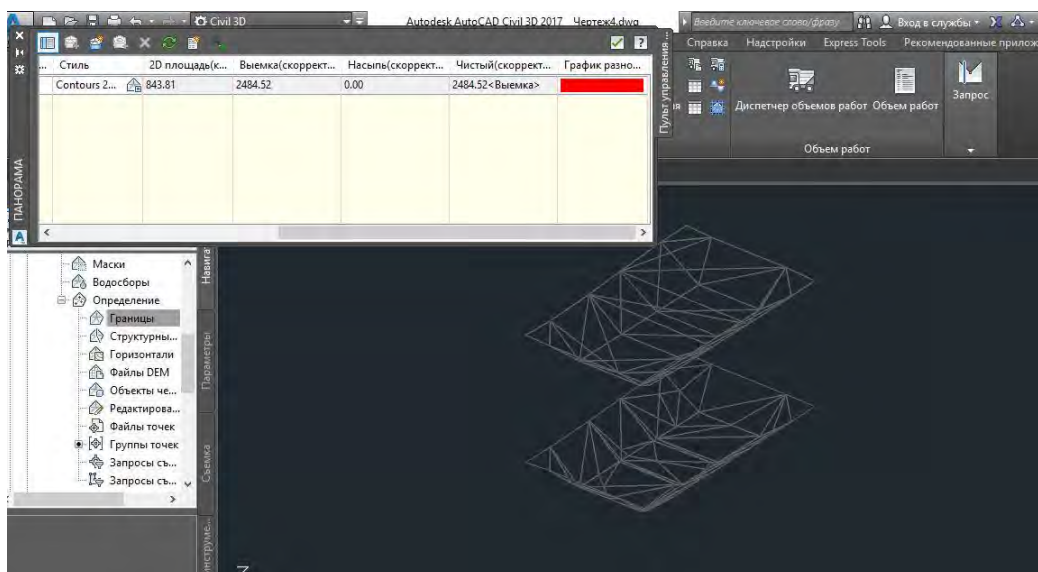 Civil 3D
Autodesk AutoCAD Civil 3D 2017 Чертеж4.dwg
Введите ключевое слово/фразу
Вход в службы
Справка Надстройки Express Tools Рекомендованные прилож
... Стиль 2D площадь(к... Выемка(скоррект... Насыпь(скоррект... Чистый(скоррект... График разно...
Contours 2... 843.81 2484.52 0.00 2484.52<Выемка>
Пульт управления...
ПАНОРАМА
Диспетчер объемов работ Объем работ
Запрос
Объем работ
Маски
Водосборы
Определение
Границы
Структурны...
Горизонтали
Файлы DEM
Объекты че...
Редактирова...
Файлы точек
Группы точек
Запросы съ...
Запросы съ...
Навига
Параметры
Съемка
инструме...